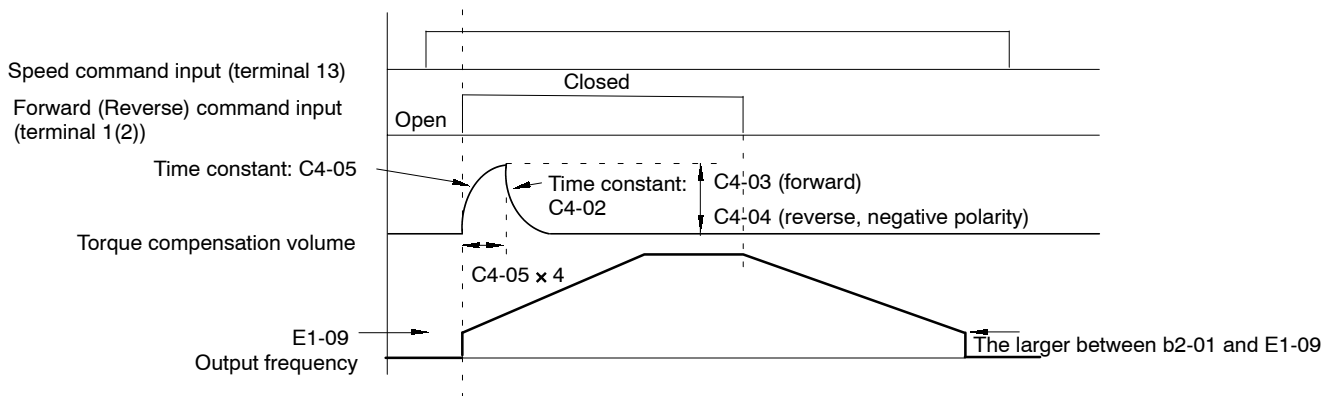 Speed command input (terminal 13)
Closed
Forward (Reverse) command input
(terminal 1(2))
Open
Time constant: C4-05
Time constant:
C4-02
C4-03 (forward)
C4-04 (reverse, negative polarity)
Torque compensation volume
C4-05 × 4
E1-09
The larger between b2-01 and E1-09
Output frequency